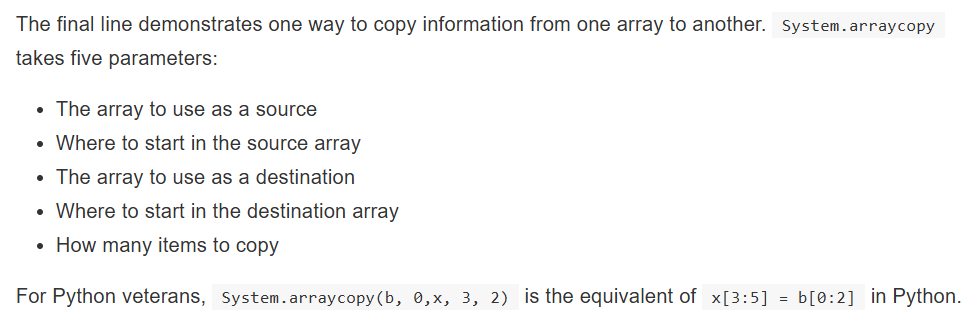 The final line demonstrates one way to copy information from one array to another. System.arraycopy
takes five parameters:
• The array to use as a source
• Where to start in the source array
• The array to use as a destination
• Where to start in the destination array
• How many items to copy
For Python veterans, System.arraycopy(b, 0,x, 3, 2) is the equivalent of x[3:5] = b[0:2] in Python.